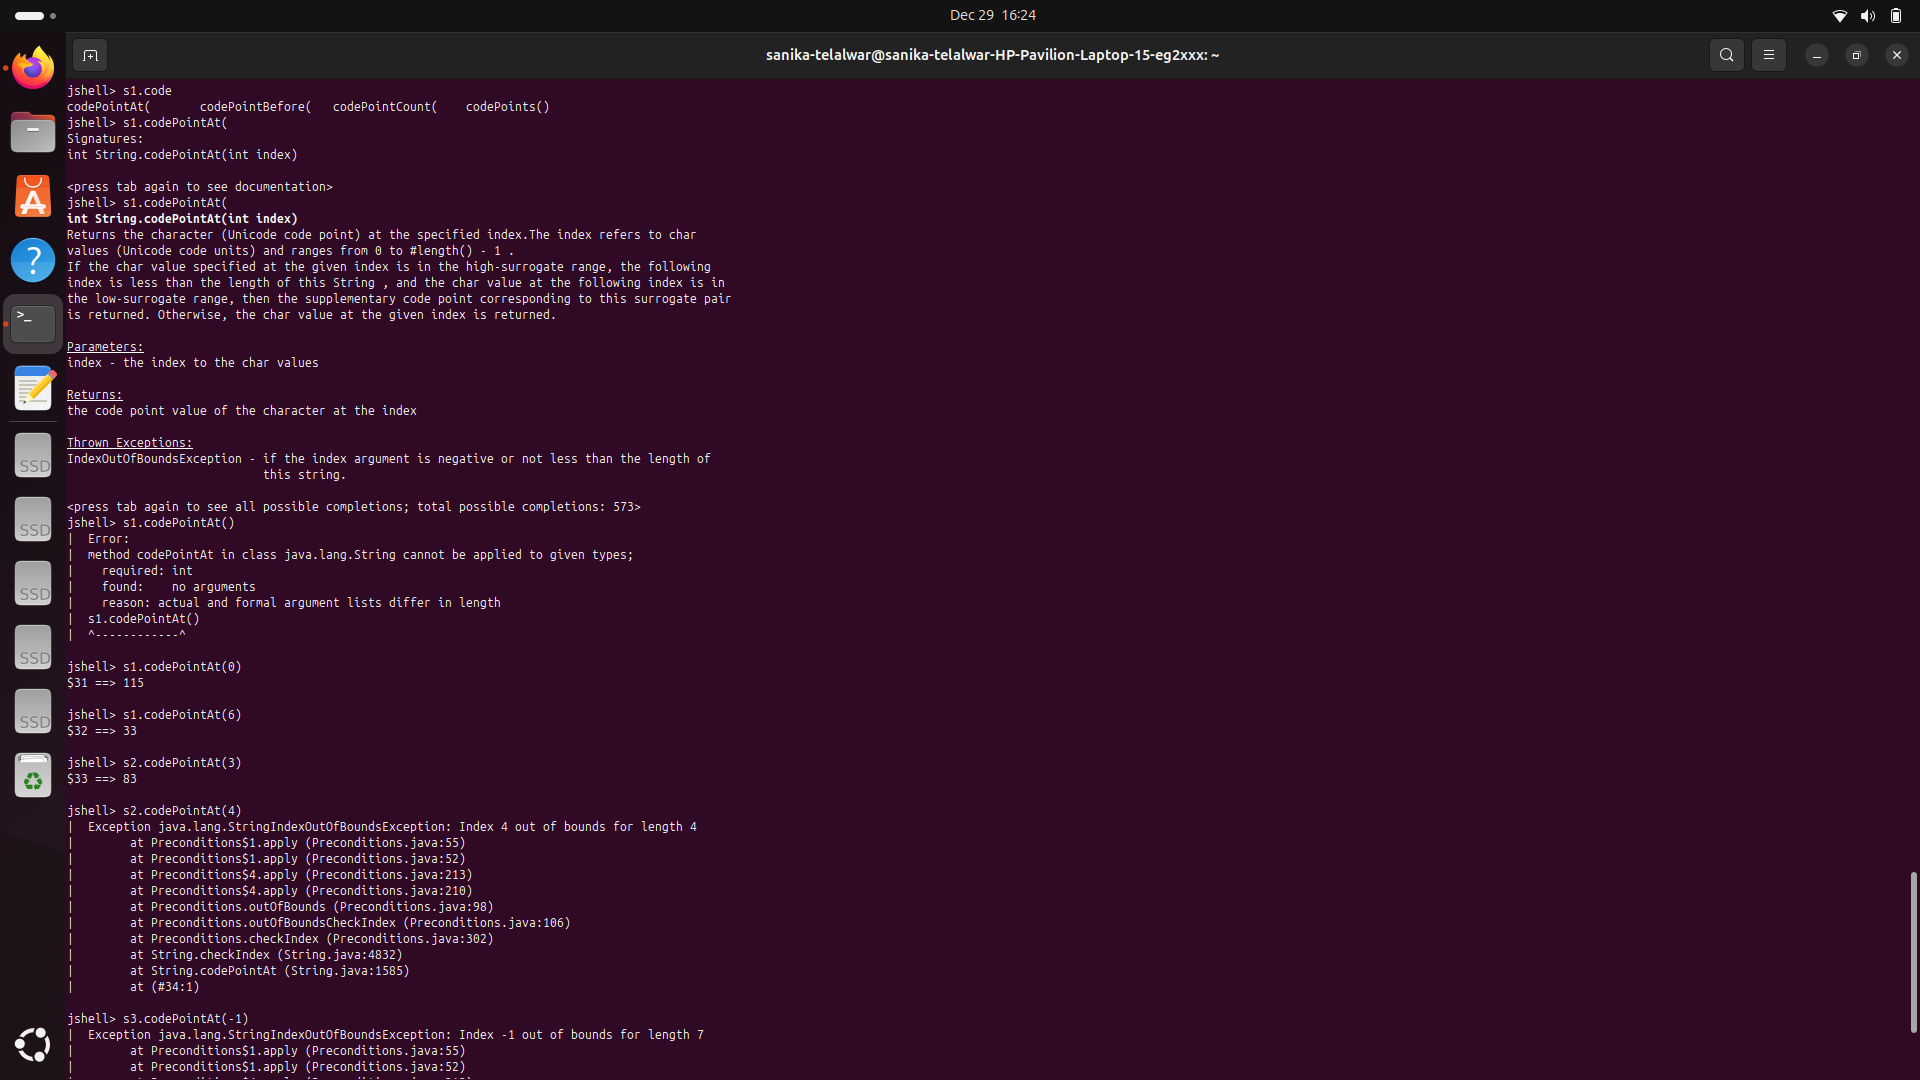 Dec 29  16:24
sanika-telalwar@sanika-telalwar-HP-Pavilion-Laptop-15-eg2xxx: ~
jshell> s1.code
codePointAt(       codePointBefore(   codePointCount(    codePoints()
jshell> s1.codePointAt(
Signatures:
int String.codePointAt(int index)
<press tab again to see documentation>
jshell> s1.codePointAt(
int String.codePointAt(int index)
Returns the character (Unicode code point) at the specified index.The index refers to char
values (Unicode code units) and ranges from 0 to #length() - 1 .
If the char value specified at the given index is in the high-surrogate range, the following
index is less than the length of this String , and the char value at the following index is in
the low-surrogate range, then the supplementary code point corresponding to this surrogate pair
is returned. Otherwise, the char value at the given index is returned.
Parameters:
index - the index to the char values
Returns:
the code point value of the character at the index
Thrown Exceptions:
IndexOutOfBoundsException - if the index argument is negative or not less than the length of
                            this string.
<press tab again to see all possible completions; total possible completions: 573>
jshell> s1.codePointAt()
|  Error:
|  method codePointAt in class java.lang.String cannot be applied to given types;
|    required: int
|    found:    no arguments
|    reason: actual and formal argument lists differ in length
|  s1.codePointAt()
|  ^------------^
jshell> s1.codePointAt(0)
$31 ==> 115
jshell> s1.codePointAt(6)
$32 ==> 33
jshell> s2.codePointAt(3)
$33 ==> 83
jshell> s2.codePointAt(4)
|  Exception java.lang.StringIndexOutOfBoundsException: Index 4 out of bounds for length 4
|        at Preconditions$1.apply (Preconditions.java:55)
|        at Preconditions$1.apply (Preconditions.java:52)
|        at Preconditions$4.apply (Preconditions.java:213)
|        at Preconditions$4.apply (Preconditions.java:210)
|        at Preconditions.outOfBounds (Preconditions.java:98)
|        at Preconditions.outOfBoundsCheckIndex (Preconditions.java:106)
|        at Preconditions.checkIndex (Preconditions.java:302)
|        at String.checkIndex (String.java:4832)
|        at String.codePointAt (String.java:1585)
|        at (#34:1)
jshell> s3.codePointAt(-1)
|  Exception java.lang.StringIndexOutOfBoundsException: Index -1 out of bounds for length 7
|        at Preconditions$1.apply (Preconditions.java:55)
|        at Preconditions$1.apply (Preconditions.java:52)
SSD
SSD
SSD
SSD
SSD